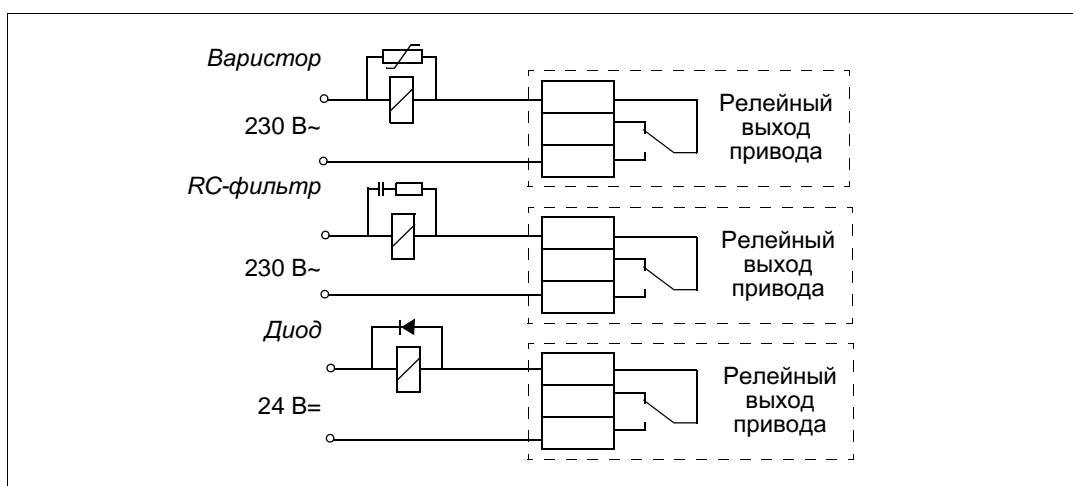 Варистор
230 В~
Релейный
выход
привода
RC-фильтр
230 В~
Релейный
выход
привода
Диод
24 В=
Релейный
выход
привода